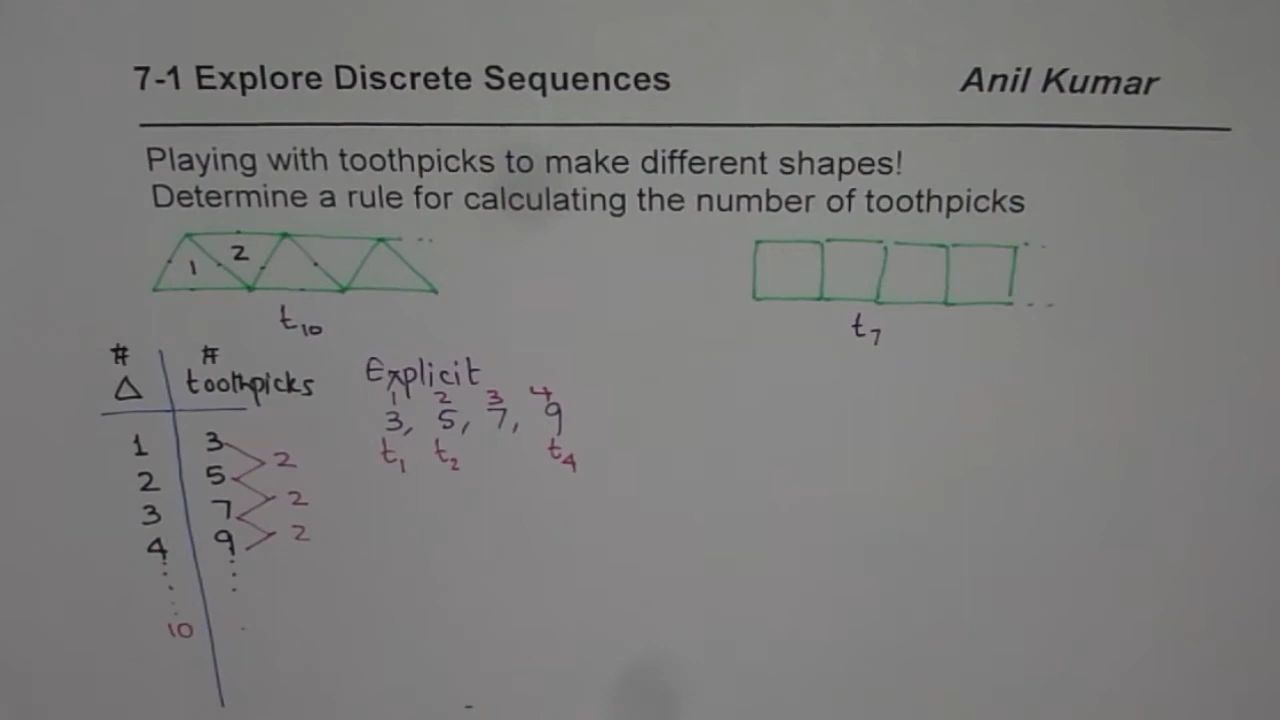 7-1 Explore Discrete Sequences Anil Kumar
Playing with toothpicks to make different shapes!
Determine a rule for calculating the number of toothpicks
1 2
t10 t7
# #
Δ toothpicks Explicit
1 2 3 4
3, 5, 7, 9
t1 t2 t4
1 3
2
2 5
2
3 7
2
4 9
10